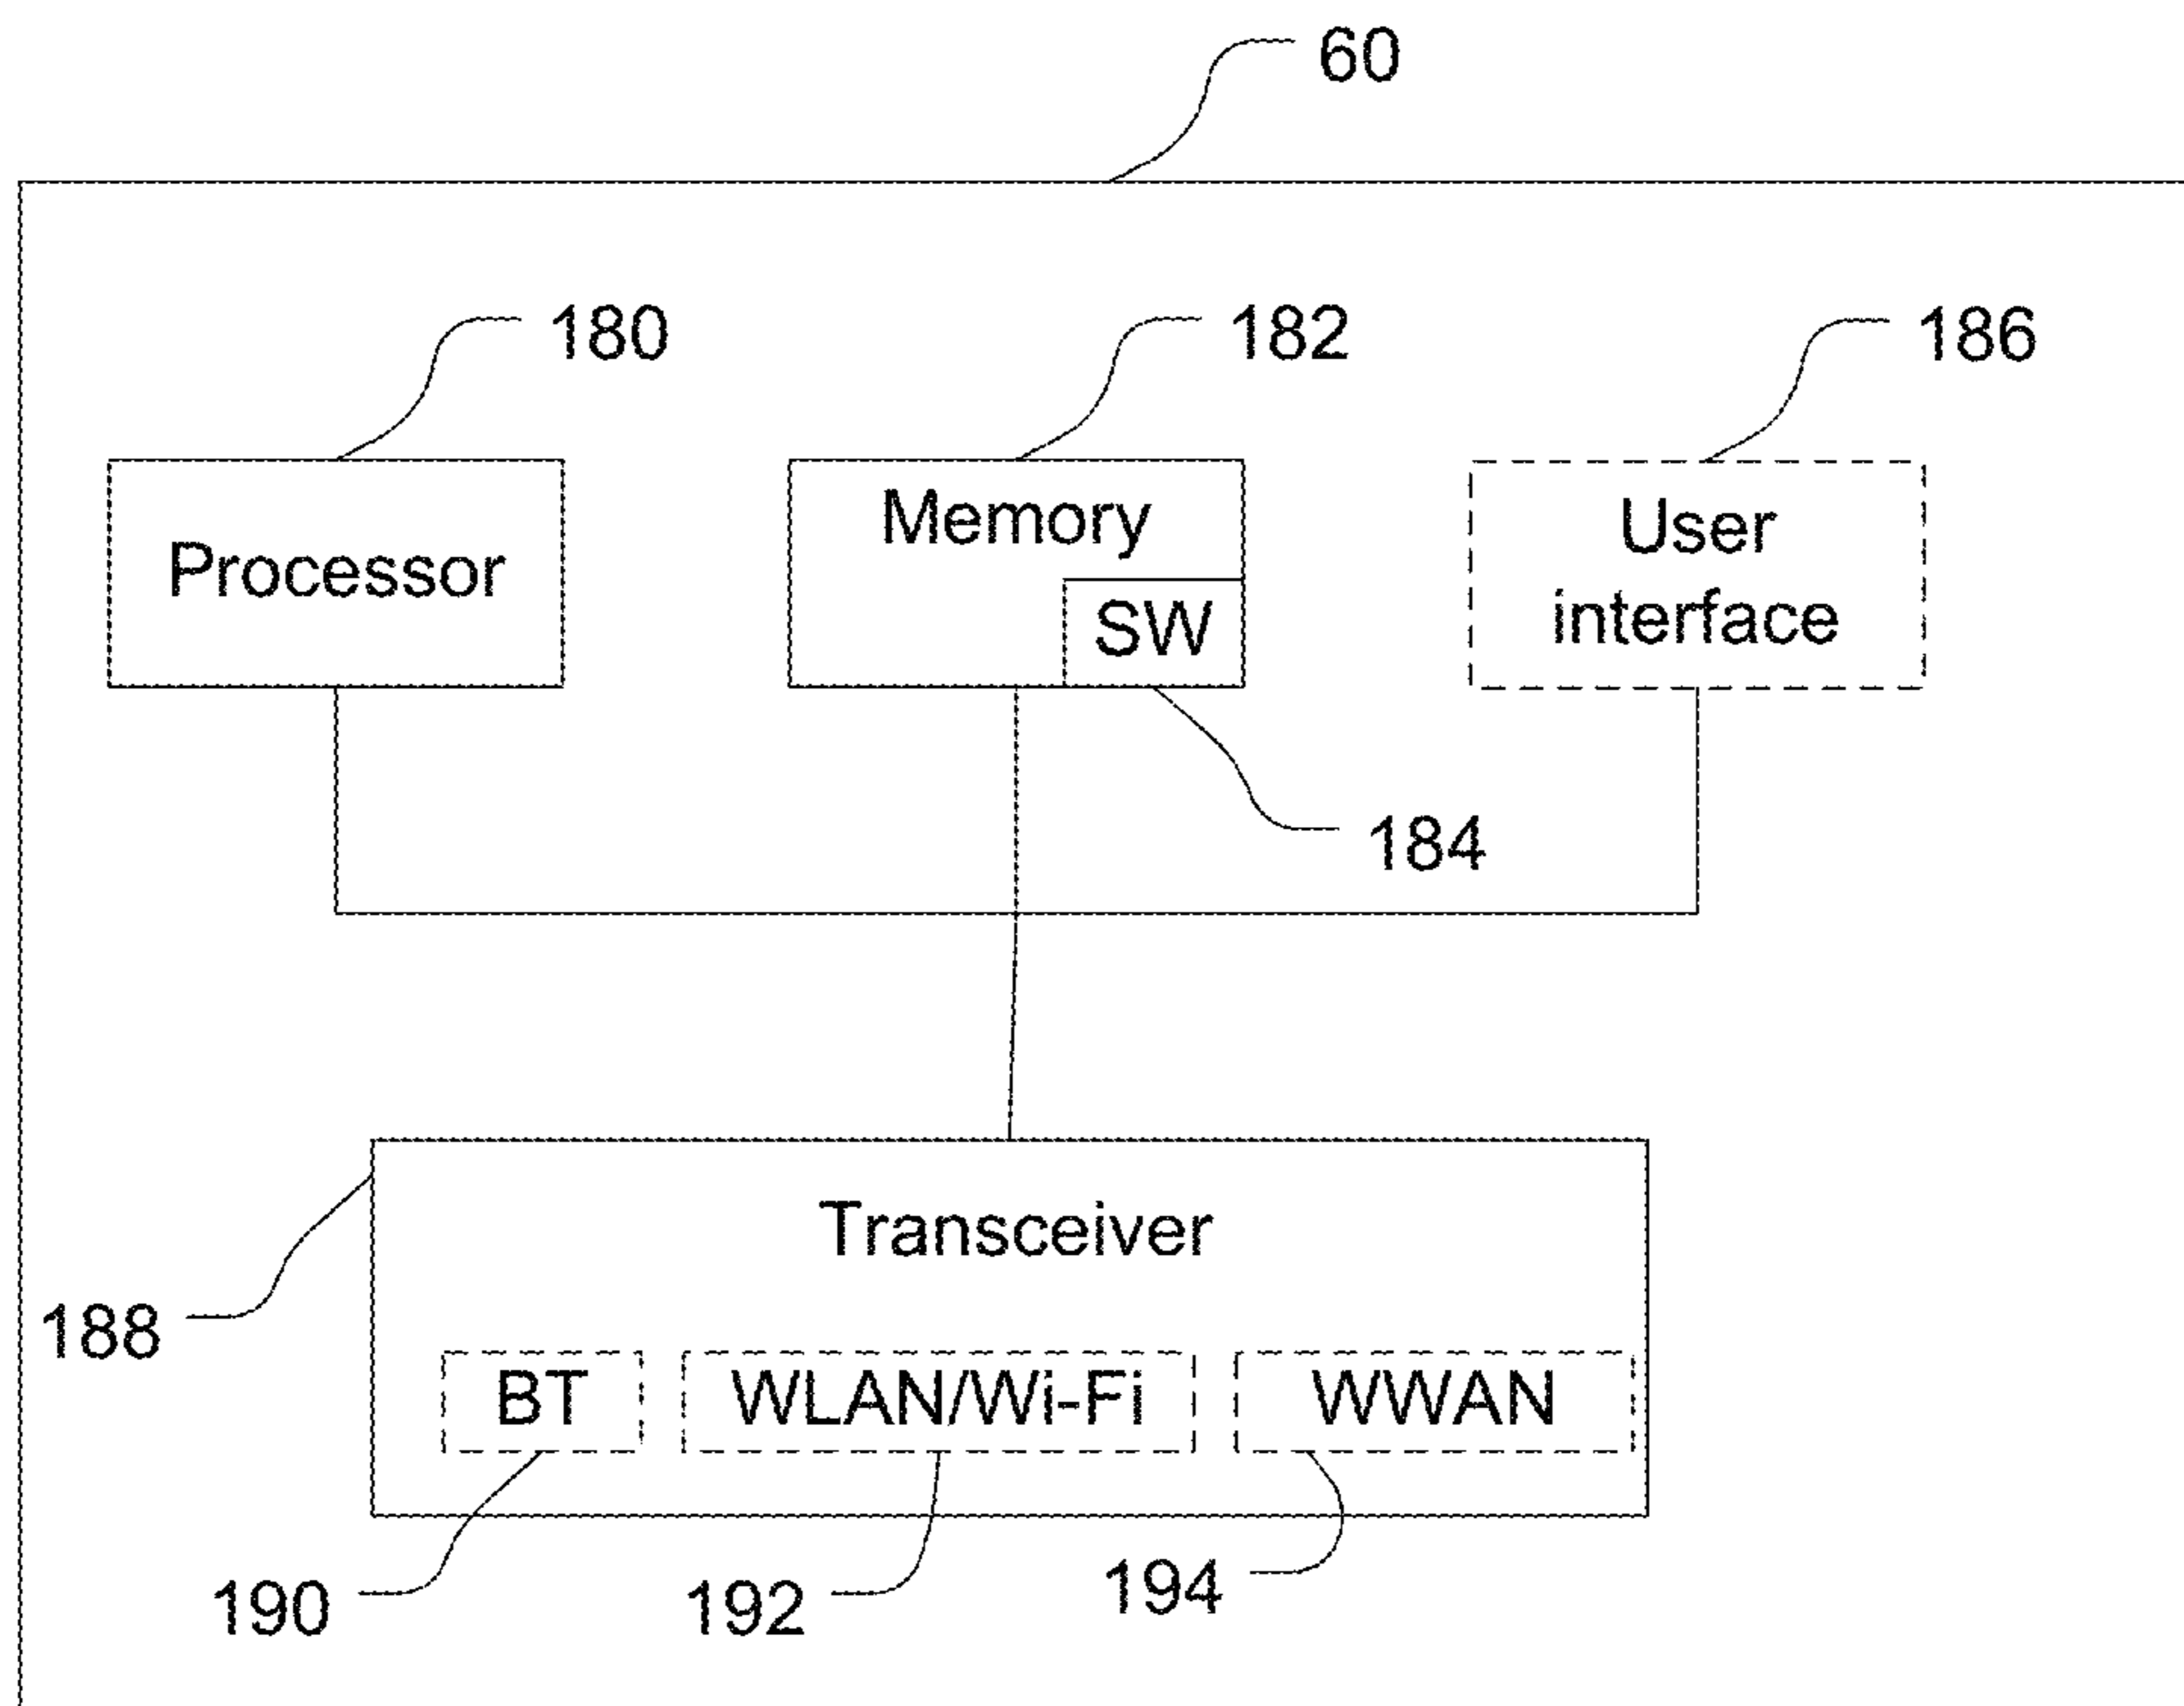 60
180
182
186
Processor
Memory
SW
User
interface
184
Transceiver
188
BT
WLAN/Wi-Fi
WWAN
190
192
194